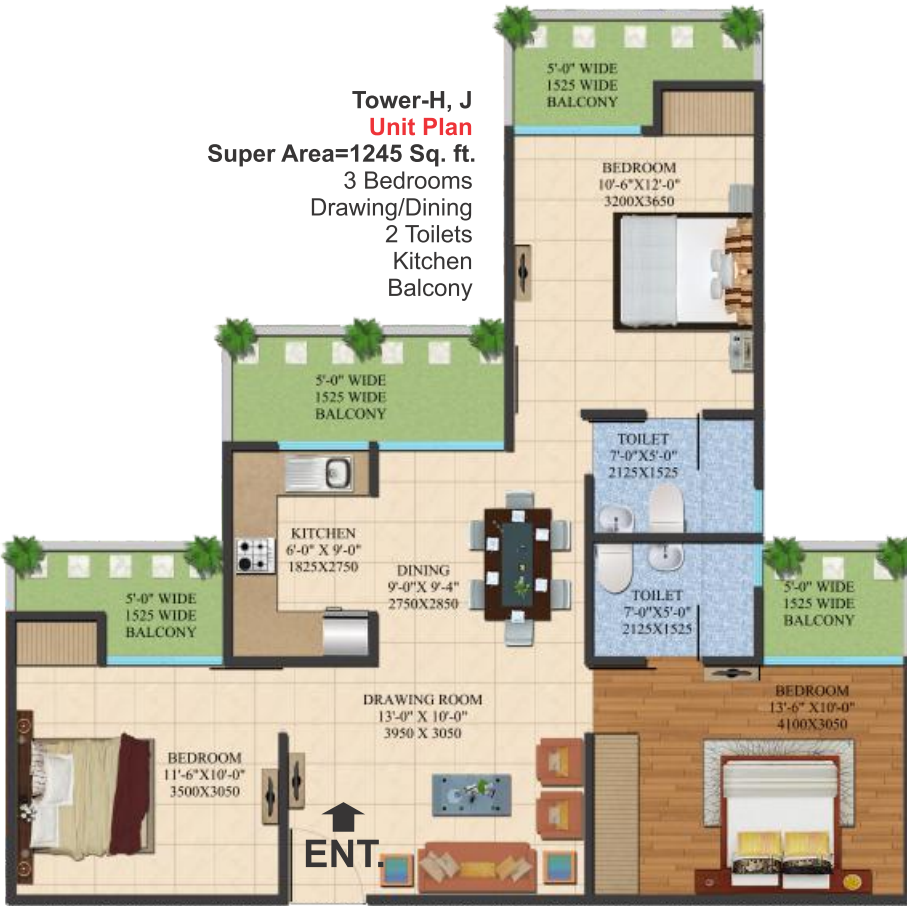 Tower-H, J
Unit Plan
Super Area=1245 Sq. ft.
3 Bedrooms
Drawing/Dining
2 Toilets
Kitchen
Balcony
5'-0" WIDE
1525 WIDE
BALCONY
BEDROOM
10'-6"X12'-0"
3200X3650
5'-0" WIDE
1525 WIDE
BALCONY
TOILET
7'-0"X5'-0"
2125X1525
KITCHEN
6'-0" X 9'-0"
1825X2750
DINING
9'-0"X 9'-4"
2750X2850
5'-0" WIDE
1525 WIDE
BALCONY
TOILET
7'-0"X5'-0"
2125X1525
5'-0" WIDE
1525 WIDE
BALCONY
DRAWING ROOM
13'-0" X 10'-0"
3950 X 3050
BEDROOM
13'-6" X10'-0"
4100X3050
BEDROOM
11'-6"X10'-0"
3500X3050
ENT.